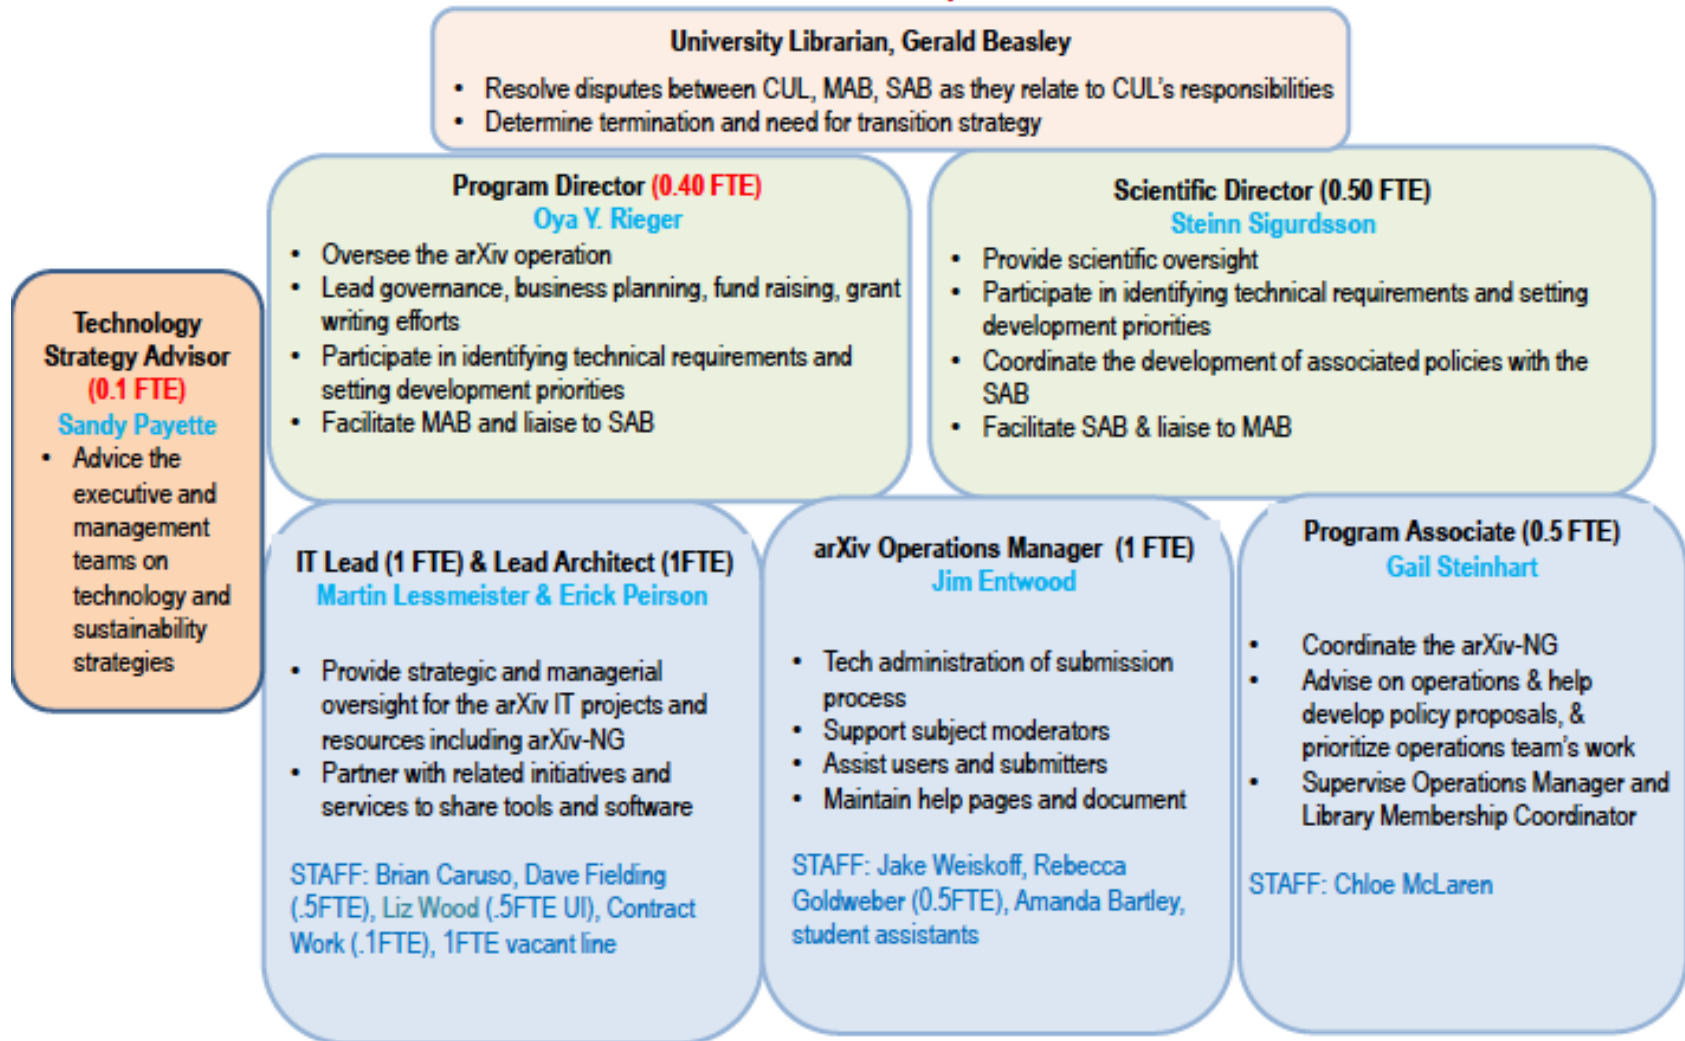 University Librarian, Gerald Beasley
• Resolve disputes between CUL, MAB, SAB as they relate to CUL's responsibilities
• Determine termination and need for transition strategy
Program Director (0.40 FTE)
Oya Y. Rieger
• Oversee the arXiv operation
• Lead governance, business planning, fund raising, grant
writing efforts
• Participate in identifying technical requirements and
setting development priorities
• Facilitate MAB and liaise to SAB
Scientific Director (0.50 FTE)
Steinn Sigurdsson
• Provide scientific oversight
• Participate in identifying technical requirements and setting
development priorities
• Coordinate the development of associated policies with the
SAB
• Facilitate SAB & liaise to MAB
Technology
Strategy Advisor
(0.1 FTE)
Sandy Payette
• Advice the
executive and
management
teams on
technology and
sustainability
strategies
IT Lead (1 FTE) & Lead Architect (1FTE)
Martin Lessmeister & Erick Peirson
• Provide strategic and managerial
oversight for the arXiv IT projects and
resources including arXiv-NG
• Partner with related initiatives and
services to share tools and software
STAFF: Brian Caruso, Dave Fielding
(.5FTE), Liz Wood (.5FTE UI), Contract
Work (.1FTE), 1FTE vacant line
arXiv Operations Manager (1 FTE)
Jim Entwood
• Tech administration of submission
process
• Support subject moderators
• Assist users and submitters
• Maintain help pages and document
STAFF: Jake Weiskoff, Rebecca
Goldweber (0.5FTE), Amanda Bartley,
student assistants
Program Associate (0.5 FTE)
Gail Steinhart
• Coordinate the arXiv-NG
• Advise on operations & help
develop policy proposals, &
prioritize operations team's work
• Supervise Operations Manager and
Library Membership Coordinator
STAFF: Chloe McLaren